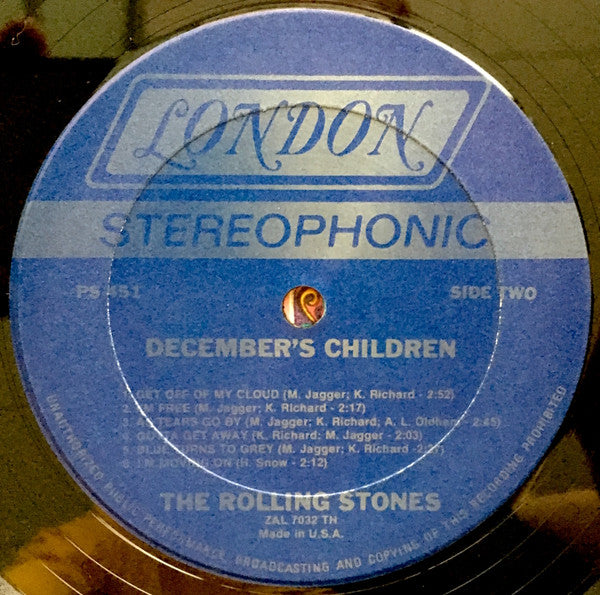 LONDON
STEREOPHONIC
PS 451 SIDE TWO
DECEMBER'S CHILDREN
1. GET OFF OF MY CLOUD (M. Jagger; K. Richard - 2:52)
2. I'M FREE (M. Jagger; K. Richard - 2:17)
3. AS TEARS GO BY (M. Jagger; K. Richard; A. L. Oldham - 2:45)
4. GOTTA GET AWAY (K. Richard; M. Jagger - 2:03)
5. BLUE TURNS TO GREY (M. Jagger; K. Richard -
6. I'M MOVING ON (H. Snow - 2:12)
THE ROLLING STONES
ZAL 7032 TH
Made in U.S.A.
UNAUTHORIZED PUBLIC PERFORMANCE, BROADCASTING AND COPYING OF THIS RECORDING PROHIBITED